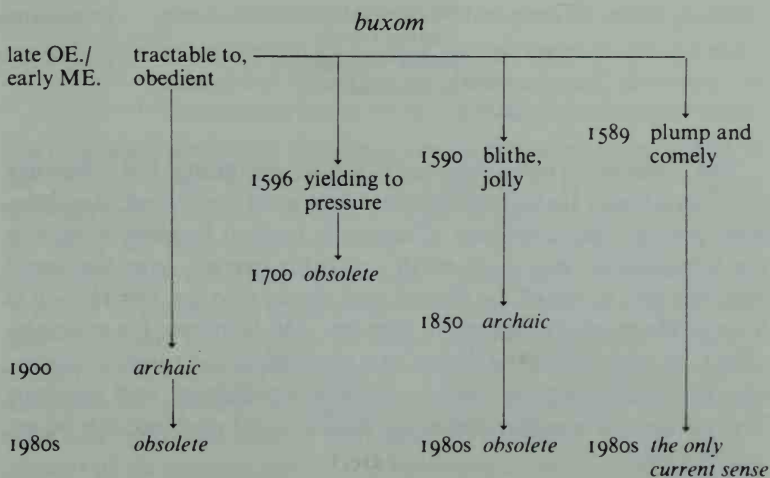 buxom
late OE./ tractable to,
early ME. obedient
1589 plump and
comely
1590 blithe,
jolly
1596 yielding to
pressure
1700 obsolete
1850 archaic
1900 archaic
1980s obsolete 1980s obsolete 1980s the only
current sense